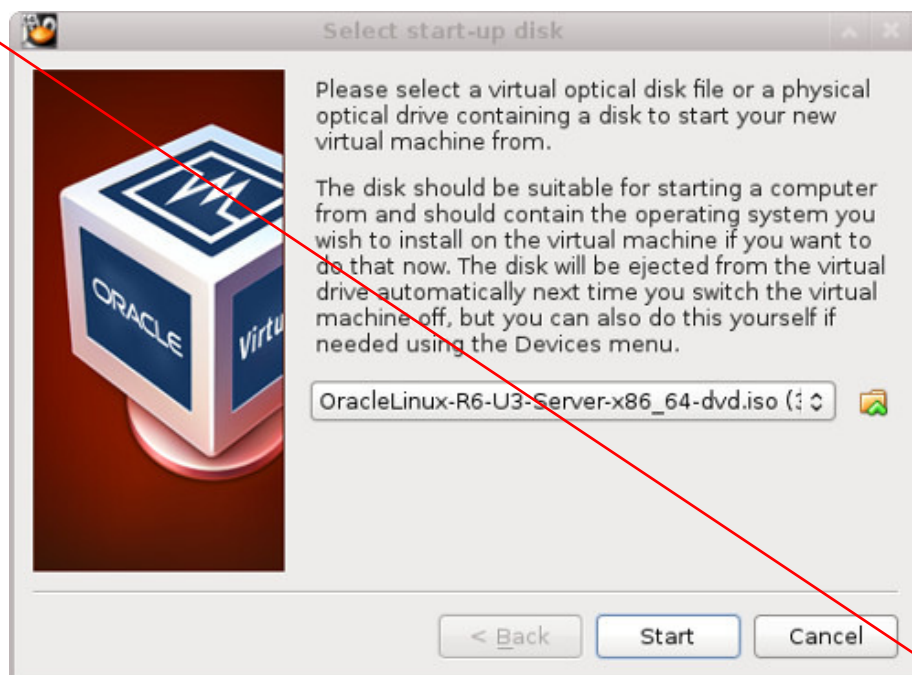 Select start-up disk
Please select a virtual optical disk file or a physical
optical drive containing a disk to start your new
virtual machine from.
The disk should be suitable for starting a computer
from and should contain the operating system you
wish to install on the virtual machine if you want to
do that now. The disk will be ejected from the virtual
drive automatically next time you switch the virtual
machine off, but you can also do this yourself if
needed using the Devices menu.
ORACLE
Virtu
OracleLinux-R6-U3-Server-x86_64-dvd.iso (3
< Back
Start
Cancel